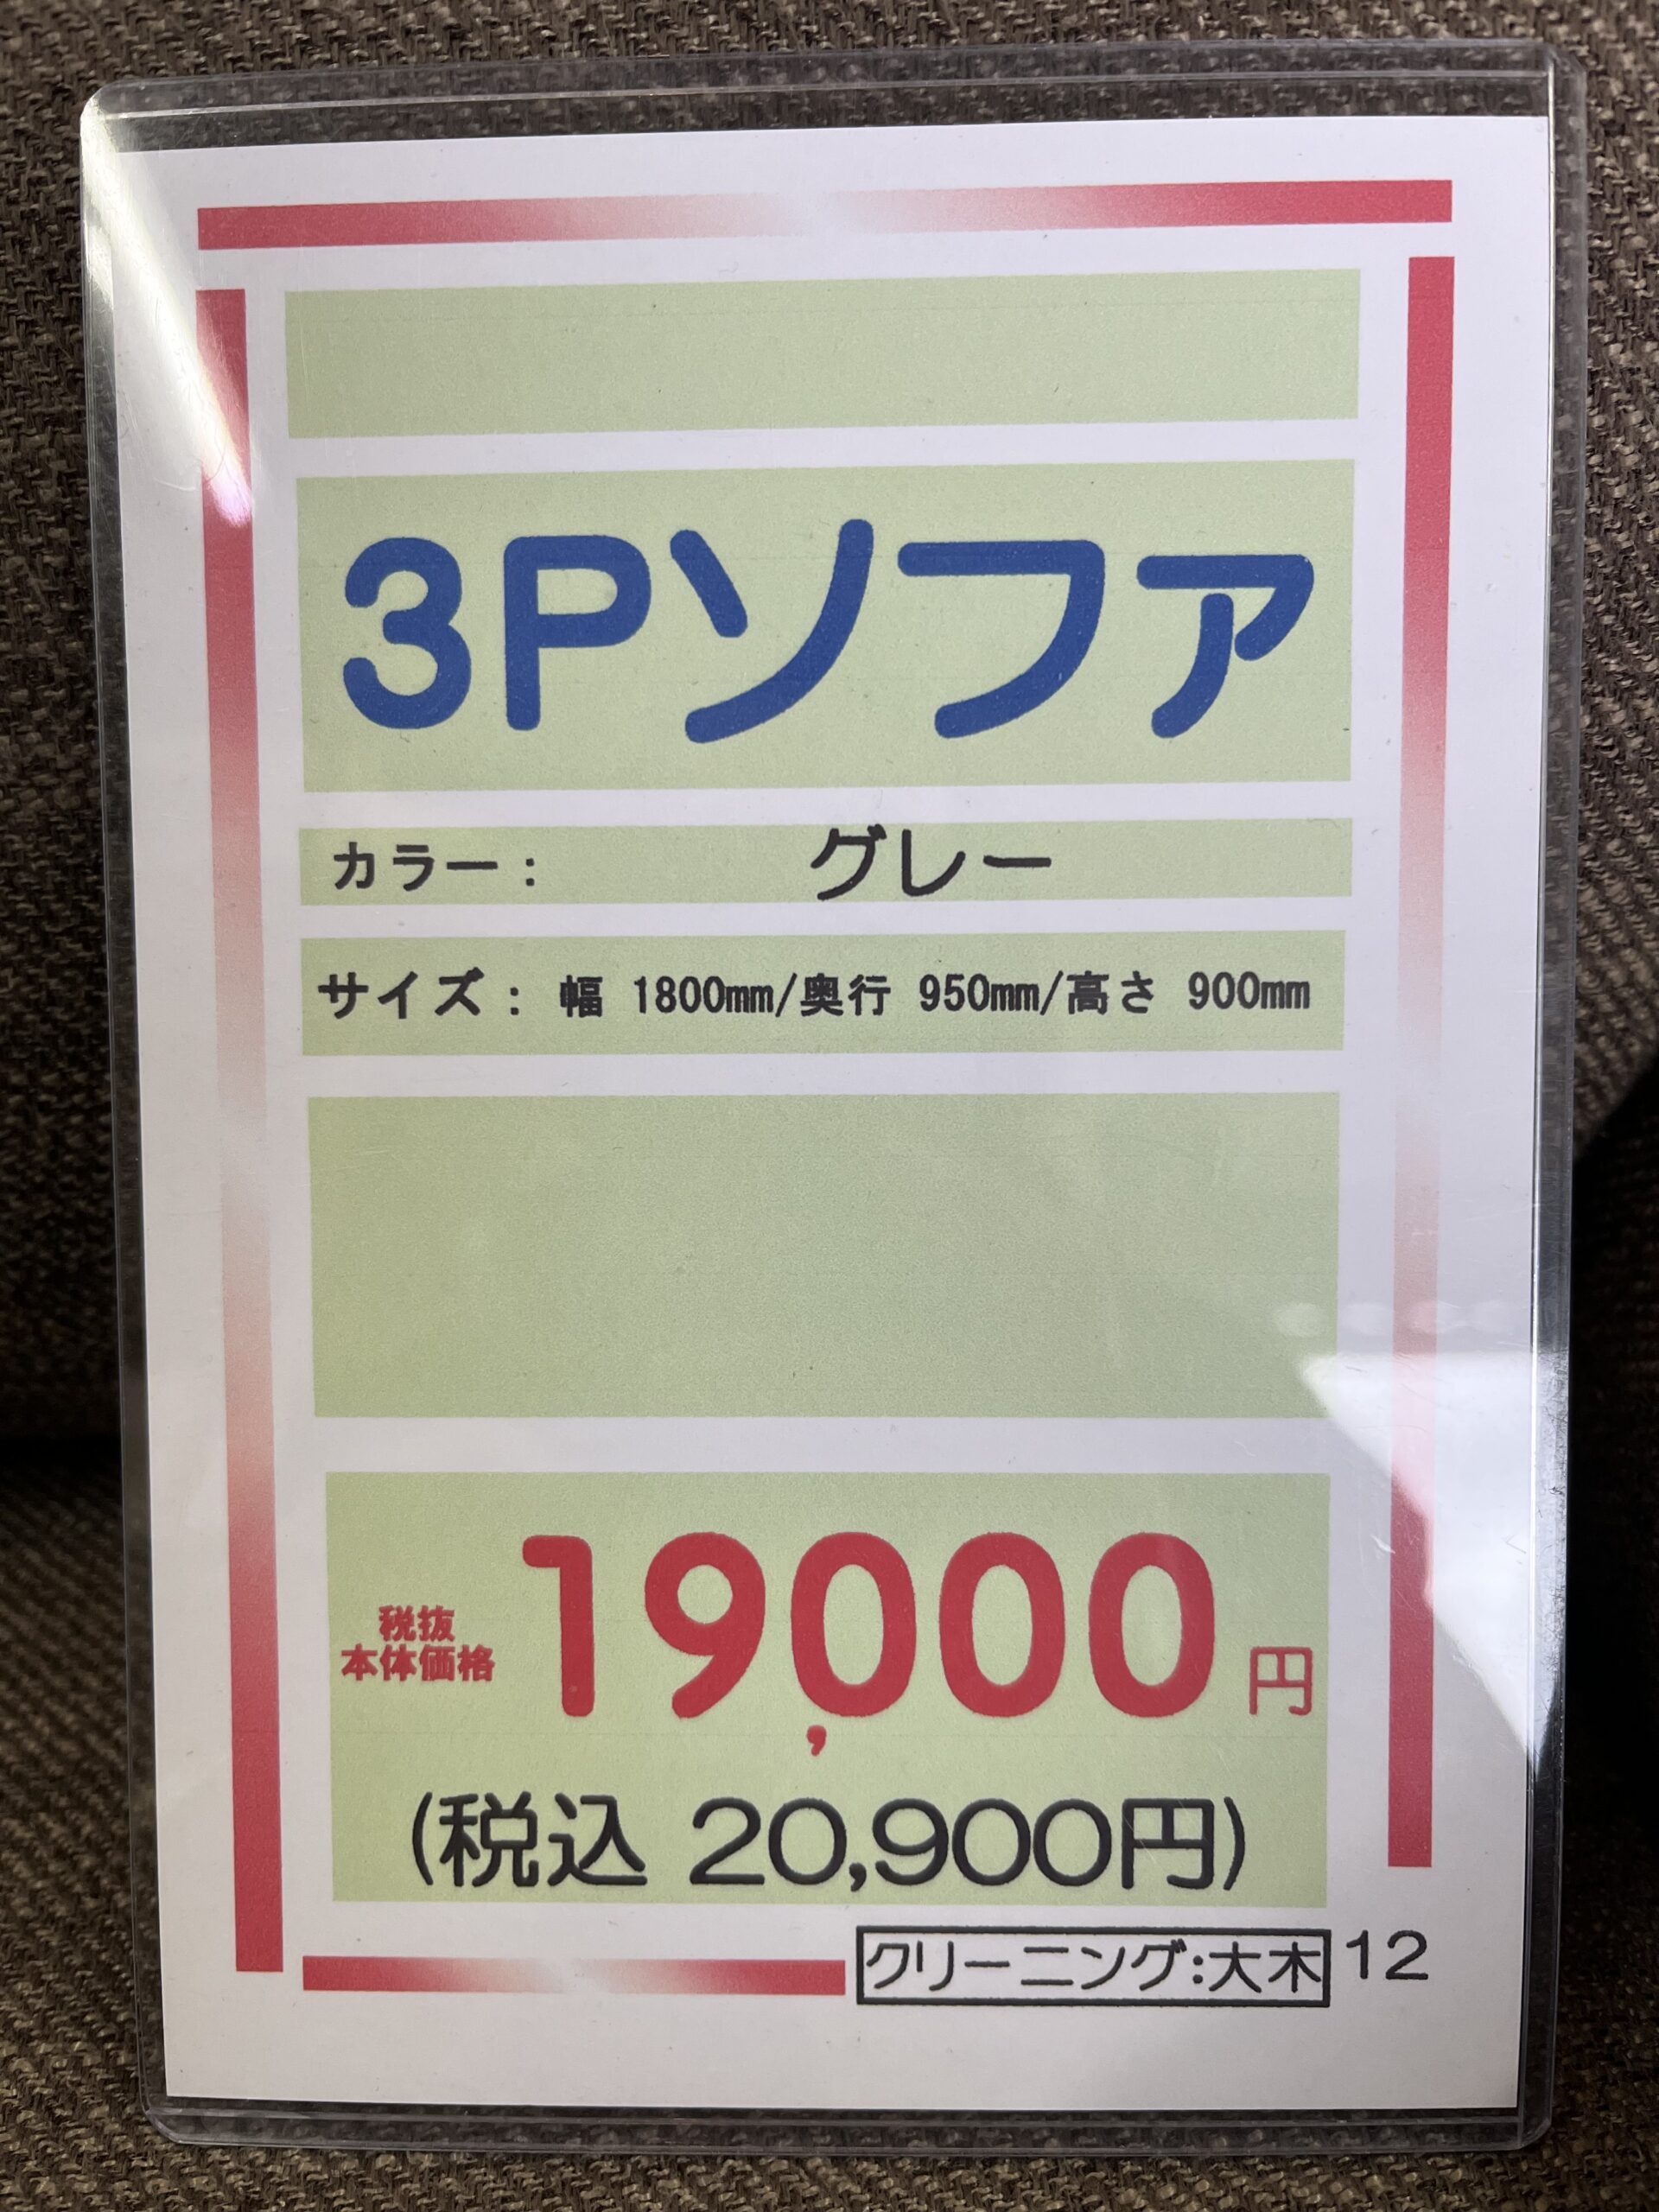 3Pソファ
カラー： グレー
サイズ： 幅 1800mm/奥行 950mm/高さ 900mm
税抜
本体価格 19,000円
(税込 20,900円)
クリーニング:大木 12